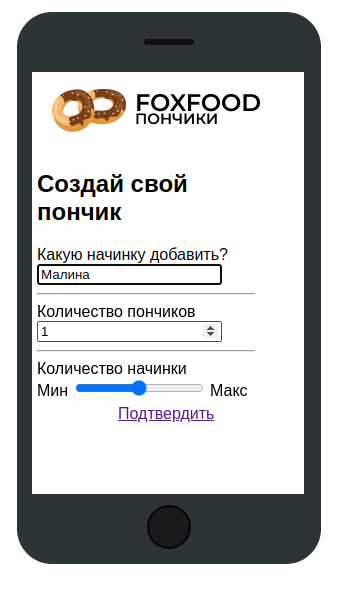 FOXFOOD
ПОНЧИКИ
Создай свой
пончик
Какую начинку добавить?
Малина
Количество пончиков
1
Количество начинки
Мин Макс
Подтвердить